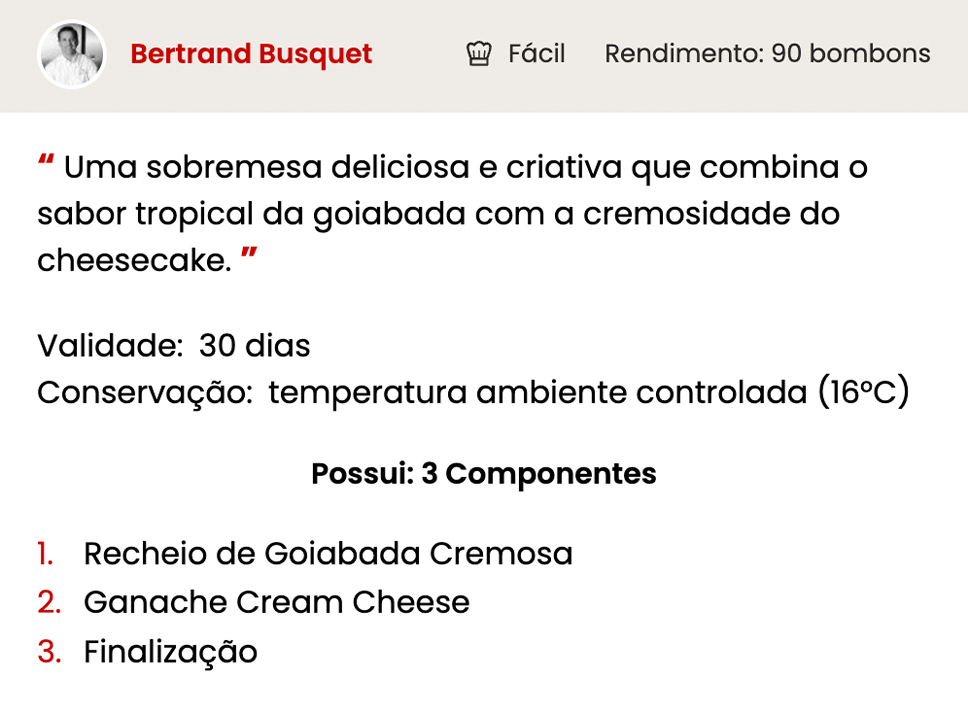 Bertrand Busquet Fácil Rendimento: 90 bombons
“ Uma sobremesa deliciosa e criativa que combina o
sabor tropical da goiabada com a cremosidade do
cheesecake. ”
Validade: 30 dias
Conservação: temperatura ambiente controlada (16°C)
Possui: 3 Componentes
1. Recheio de Goiabada Cremosa
2. Ganache Cream Cheese
3. Finalização